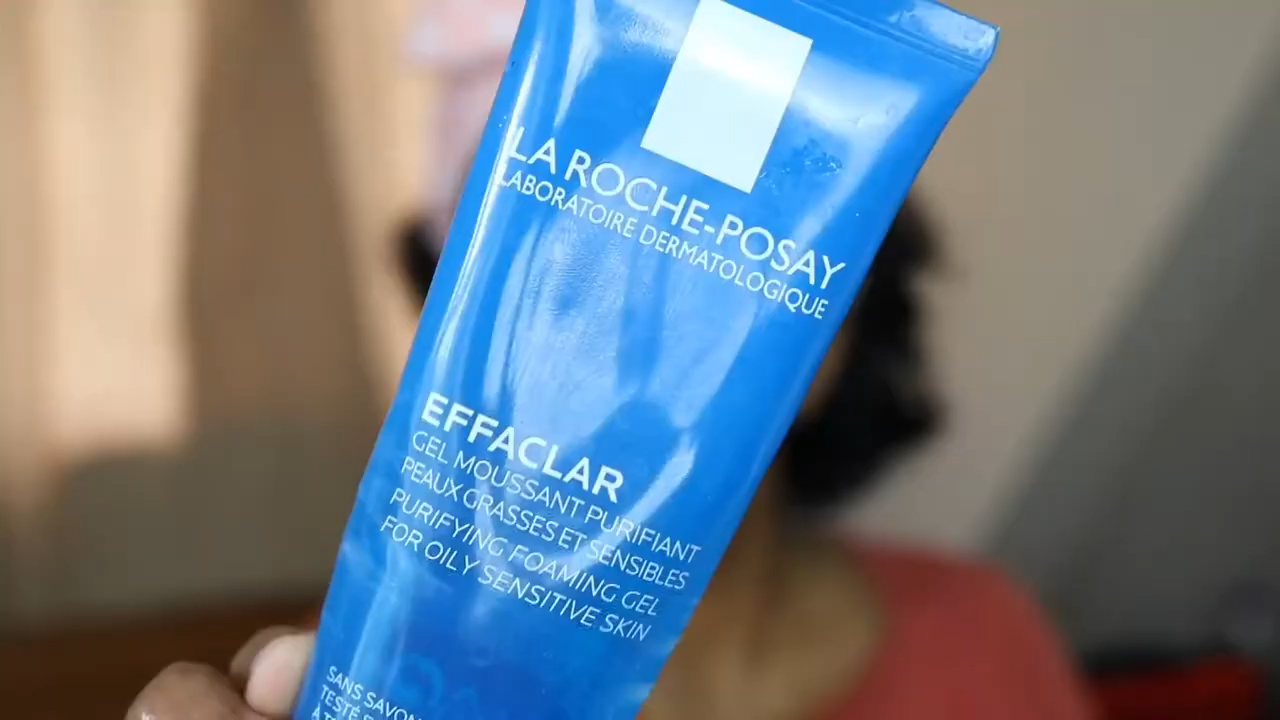 LA ROCHE-POSAY
LABORATOIRE DERMATOLOGIQUE
EFFACLAR
GEL MOUSSANT PURIFIANT
PEAUX GRASSES ET SENSIBLES
PURIFYING FOAMING GEL
FOR OILY SENSITIVE SKIN
SANS SAVON
TESTÉ